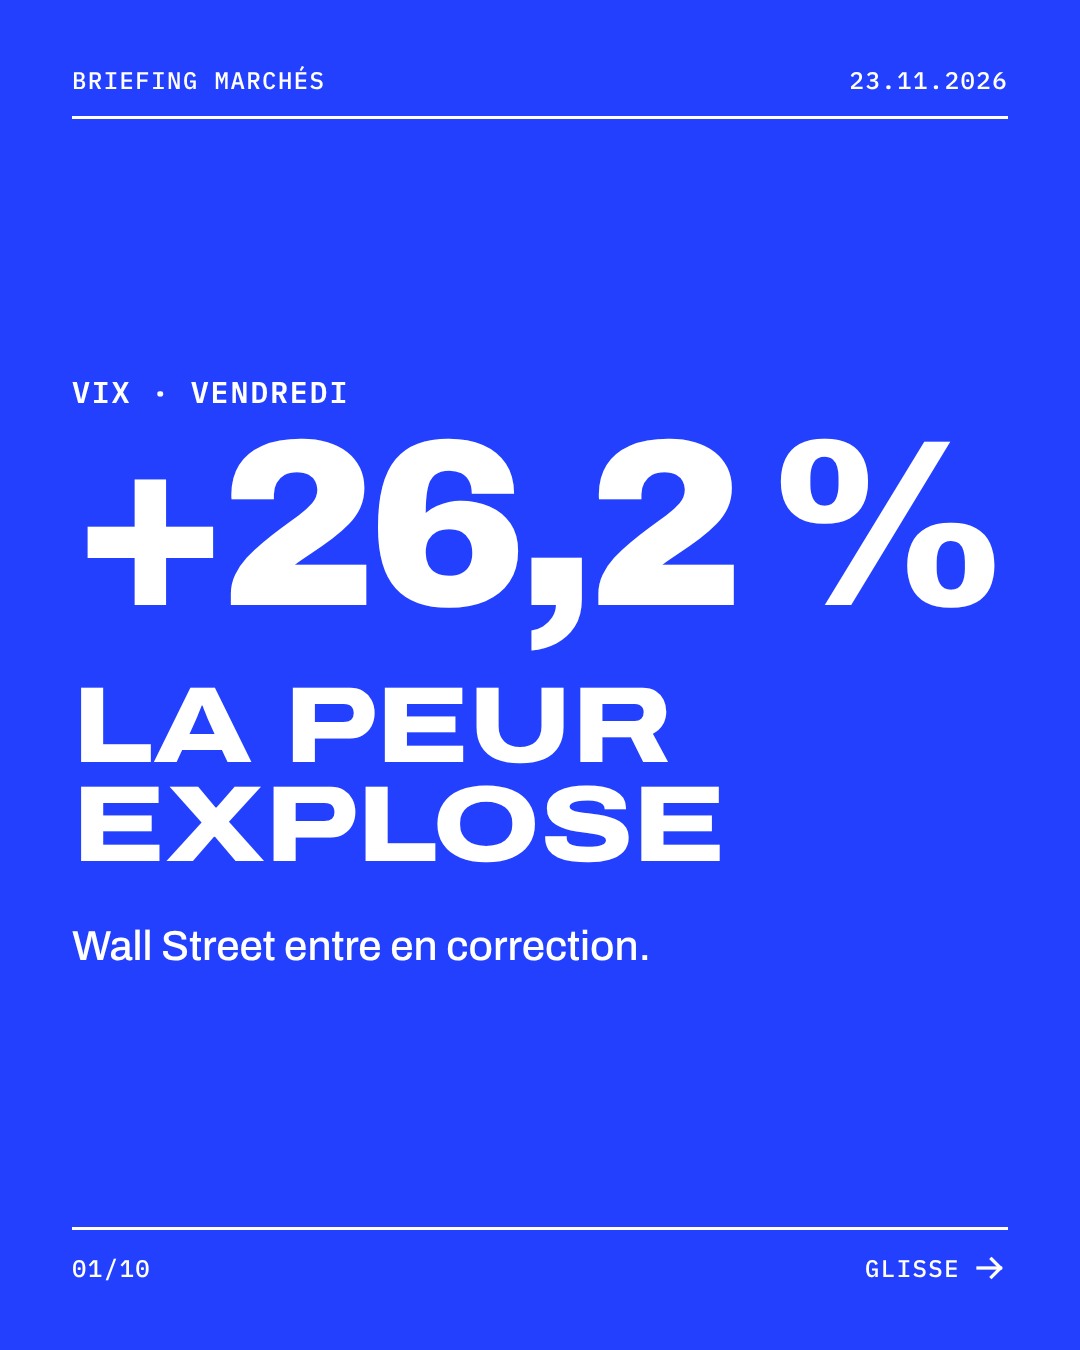 BRIEFING MARCHÉS
23.11.2026
VIX · VENDREDI
+26,2 %
LA PEUR
EXPLOSE
Wall Street entre en correction.
01/10
GLISSE →